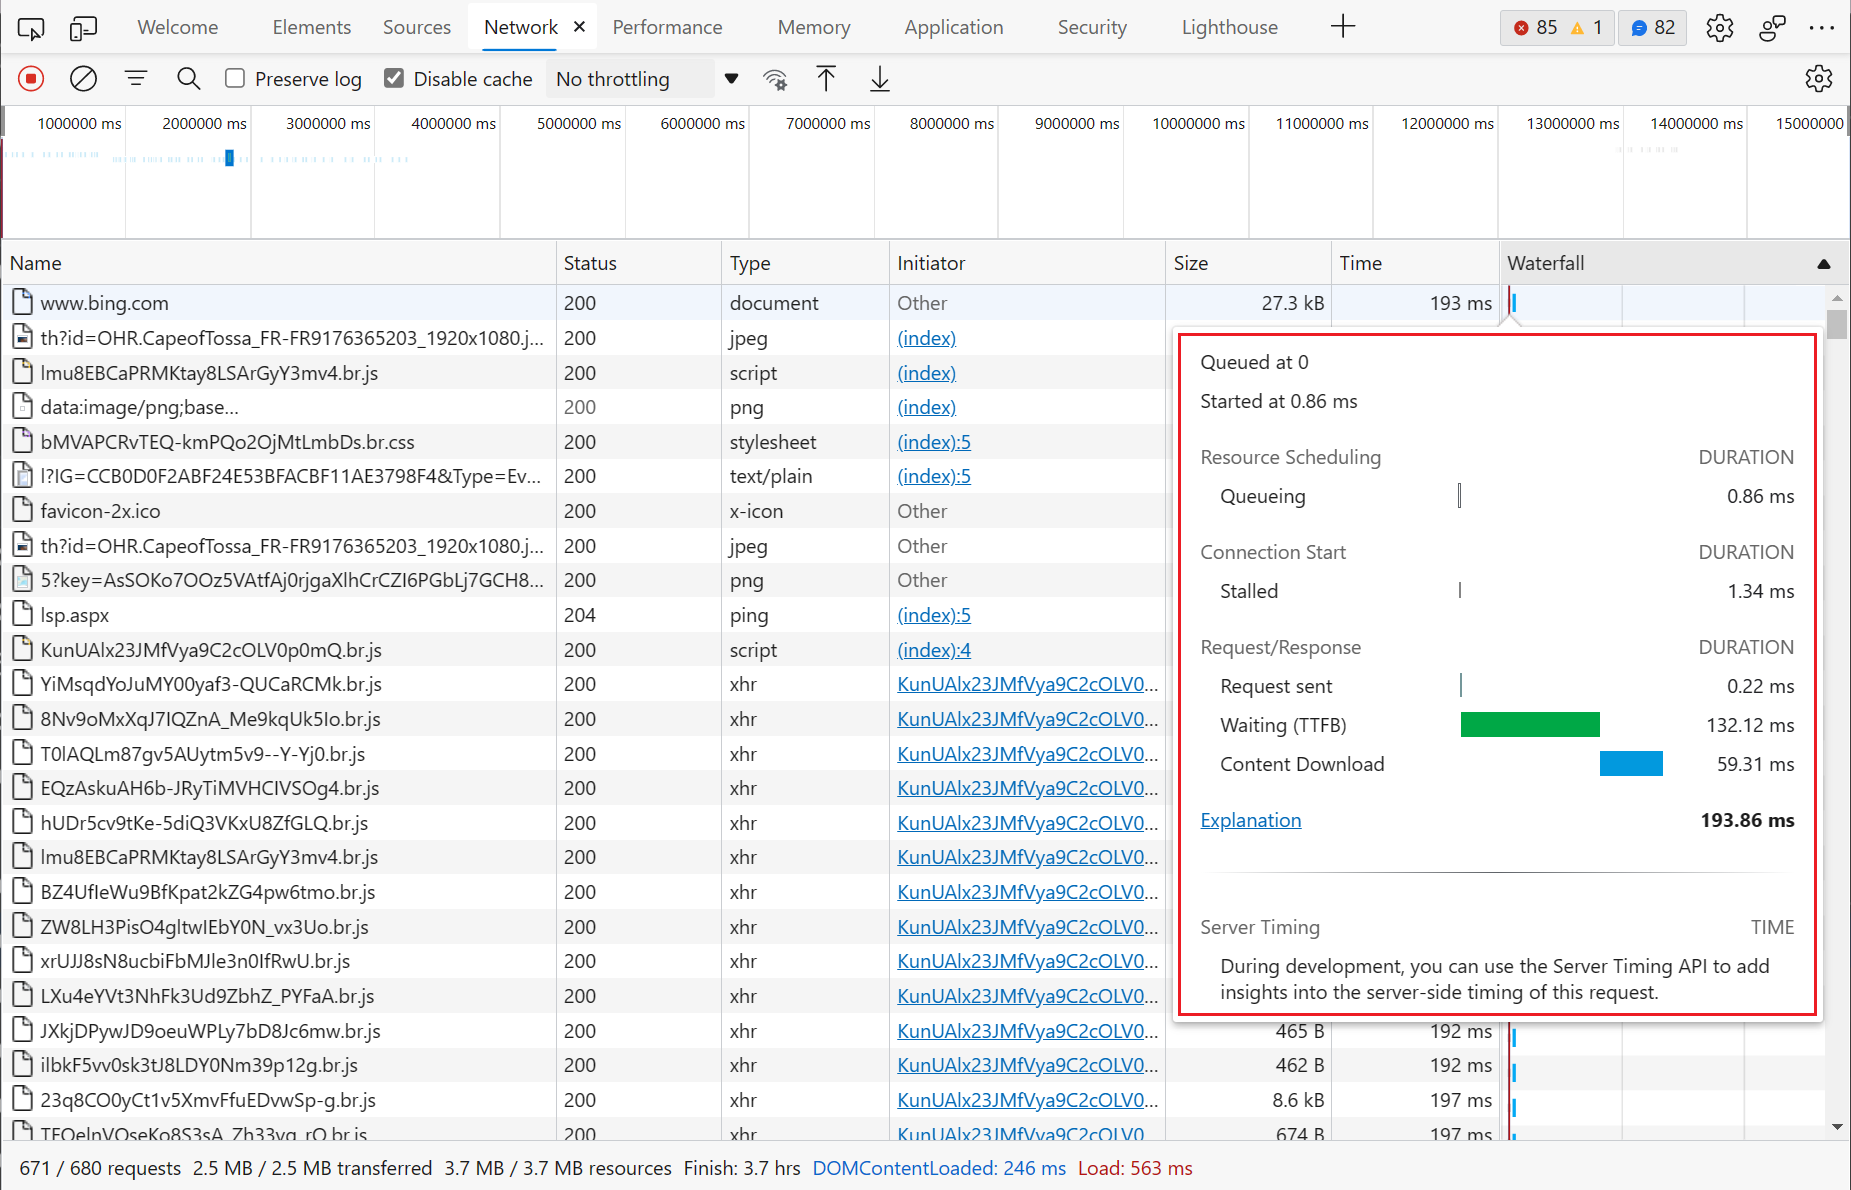 Welcome Elements Sources Network Performance Memory Application Security Lighthouse 85 1 82
Preserve log Disable cache No throttling
1000000 ms 2000000 ms 3000000 ms 4000000 ms 5000000 ms 6000000 ms 7000000 ms 8000000 ms 9000000 ms 10000000 ms 11000000 ms 12000000 ms 13000000 ms 14000000 ms 15000000
Name Status Type Initiator Size Time Waterfall
www.bing.com 200 document Other 27.3 kB 193 ms
th?id=OHR.CapeofTossa_FR-FR9176365203_1920x1080.j... 200 jpeg (index)
lmu8EBCaPRMKtay8LSArGyY3mv4.br.js 200 script (index)
data:image/png;base... 200 png (index)
bMVAPCRvTEQ-kmPQo2OjMtLmbDs.br.css 200 stylesheet (index):5
l?IG=CCB0D0F2ABF24E53BFACBF11AE3798F4&Type=Ev... 200 text/plain (index):5
favicon-2x.ico 200 x-icon Other
th?id=OHR.CapeofTossa_FR-FR9176365203_1920x1080.j... 200 jpeg Other
5?key=AsSOKo7OOz5VAtfAj0rjgaXlhCrCZI6PGbLj7GCH8... 200 png Other
lsp.aspx 204 ping (index):5
KunUAlx23JMfVya9C2cOLV0p0mQ.br.js 200 script (index):4
YiMsqdYoJuMY00yaf3-QUCaRCMk.br.js 200 xhr KunUAlx23JMfVya9C2cOLV0...
8Nv9oMxXqJ7IQZnA_Me9kqUk5Io.br.js 200 xhr KunUAlx23JMfVya9C2cOLV0...
T0lAQLm87gv5AUytm5v9--Y-Yj0.br.js 200 xhr KunUAlx23JMfVya9C2cOLV0...
EQzAskuAH6b-JRyTiMVHCIVSOg4.br.js 200 xhr KunUAlx23JMfVya9C2cOLV0...
hUDr5cv9tKe-5diQ3VKxU8ZfGLQ.br.js 200 xhr KunUAlx23JMfVya9C2cOLV0...
lmu8EBCaPRMKtay8LSArGyY3mv4.br.js 200 xhr KunUAlx23JMfVya9C2cOLV0...
BZ4UfIeWu9BfKpat2kZG4pw6tmo.br.js 200 xhr KunUAlx23JMfVya9C2cOLV0...
ZW8LH3PisO4gltwIEbY0N_vx3Uo.br.js 200 xhr KunUAlx23JMfVya9C2cOLV0...
xrUJJ8sN8ucbiFbMJle3n0IfRwU.br.js 200 xhr KunUAlx23JMfVya9C2cOLV0...
LXu4eYVt3NhFk3Ud9ZbhZ_PYFaA.br.js 200 xhr KunUAlx23JMfVya9C2cOLV0...
JXkjDPywJD9oeuWPLy7bD8Jc6mw.br.js 200 xhr KunUAlx23JMfVya9C2cOLV0... 465 B 192 ms
ilbkF5vv0sk3tJ8LDY0Nm39p12g.br.js 200 xhr KunUAlx23JMfVya9C2cOLV0... 462 B 192 ms
23q8CO0yCt1v5XmvFfuEDvwSp-g.br.js 200 xhr KunUAlx23JMfVya9C2cOLV0... 8.6 kB 197 ms
200 xhr KunUAlx23JMfVya9C2cOLV0 674 B 197 ms
Queued at 0
Started at 0.86 ms
Resource Scheduling DURATION
Queueing 0.86 ms
Connection Start DURATION
Stalled 1.34 ms
Request/Response DURATION
Request sent 0.22 ms
Waiting (TTFB) 132.12 ms
Content Download 59.31 ms
Explanation 193.86 ms
Server Timing TIME
During development, you can use the Server Timing API to add
insights into the server-side timing of this request.
671 / 680 requests 2.5 MB / 2.5 MB transferred 3.7 MB / 3.7 MB resources Finish: 3.7 hrs DOMContentLoaded: 246 ms Load: 563 ms